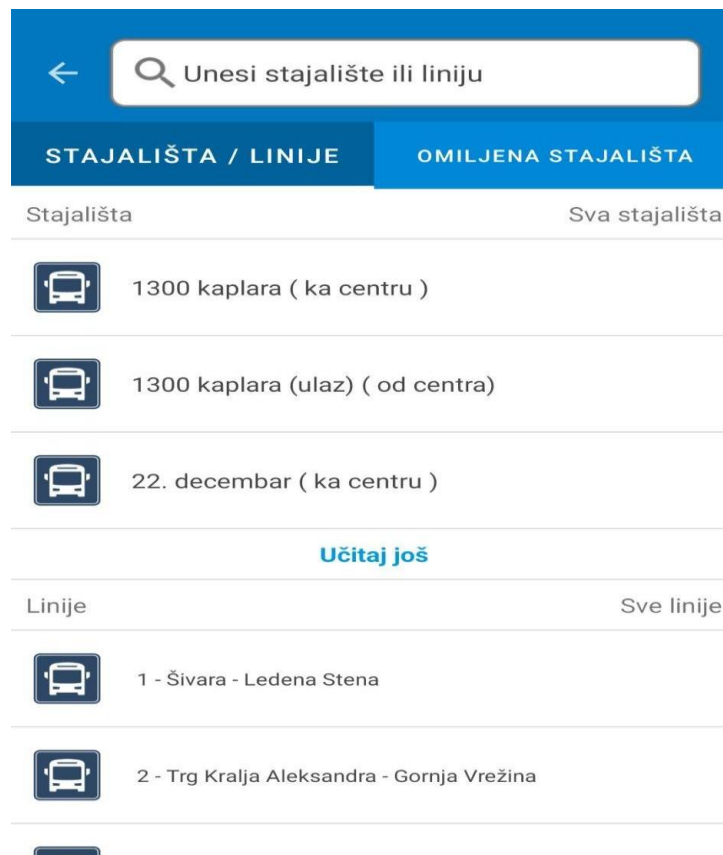 Unesi stajalište ili liniju
STAJALIŠTA / LINIJE OMILJENA STAJALIŠTA
Stajališta Sva stajališta
1300 kaplara ( ka centru )
1300 kaplara (ulaz) ( od centra)
22. decembar ( ka centru )
Učitaj još
Linije Sve linije
1 - Šivara - Ledena Stena
2 - Trg Kralja Aleksandra - Gornja Vrežina